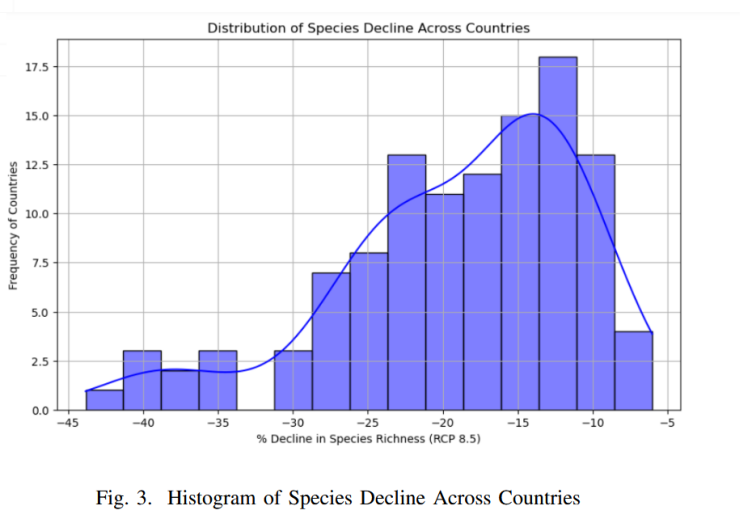 Distribution of Species Decline Across Countries
Frequency of Countries
17.5
15.0
12.5
10.0
7.5
5.0
2.5
0.0
−45 −40 −35 −30 −25 −20 −15 −10 −5
% Decline in Species Richness (RCP 8.5)
Fig. 3. Histogram of Species Decline Across Countries